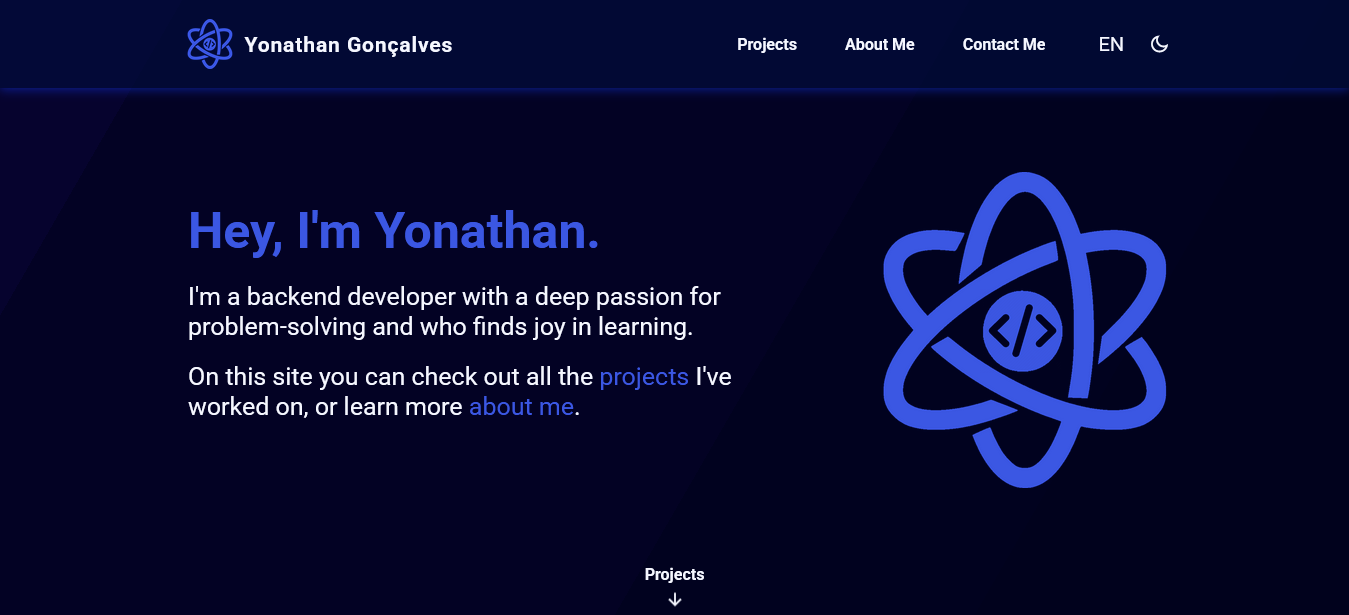 Yonathan Gonçalves
Projects
About Me
Contact Me
EN
Hey, I'm Yonathan.
I'm a backend developer with a deep passion for
problem-solving and who finds joy in learning.
On this site you can check out all the projects I've
worked on, or learn more about me.
Projects